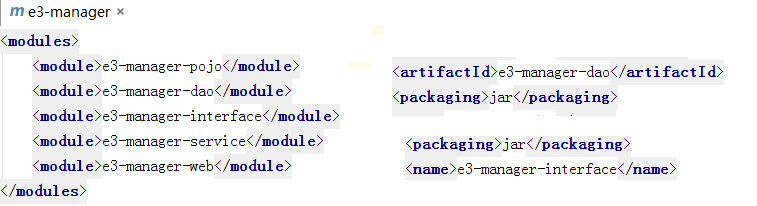 m e3-manager ×
<modules>
<module>e3-manager-pojo</module>
<module>e3-manager-dao</module>
<module>e3-manager-interface</module>
<module>e3-manager-service</module>
<module>e3-manager-web</module>
</modules>
<artifactId>e3-manager-dao</artifactId>
<packaging>jar</packaging>
<packaging>jar</packaging>
<name>e3-manager-interface</name>